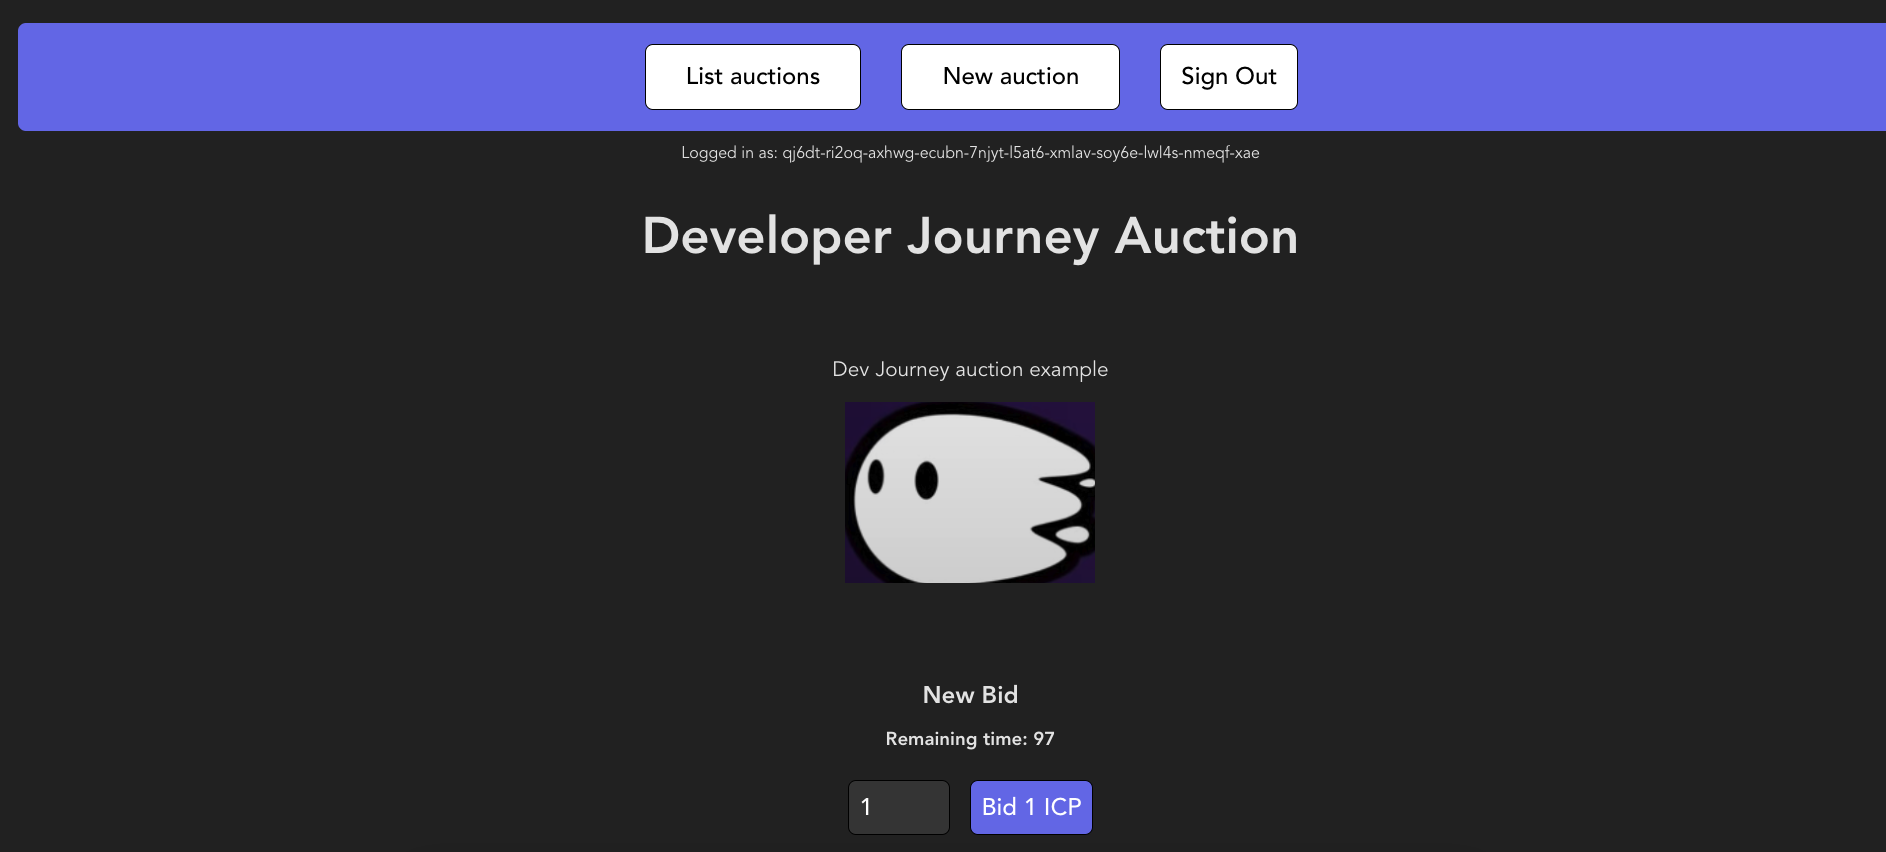 List auctions New auction Sign Out
Logged in as: qj6dt-ri2oq-axhwg-ecubn-7njyt-l5at6-xmlav-soy6e-lwl4s-nmeqf-xae
Developer Journey Auction
Dev Journey auction example
New Bid
Remaining time: 97
1 Bid 1 ICP